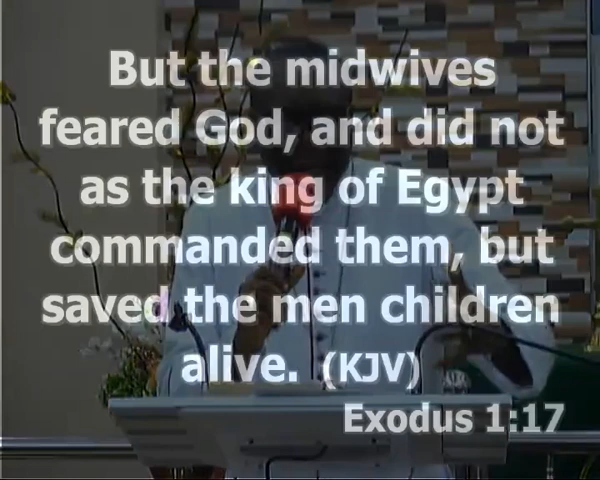 But the midwives
feared God, and did not
as the king of Egypt
commanded them, but
saved the men children
alive. (KJV)
Exodus 1:17